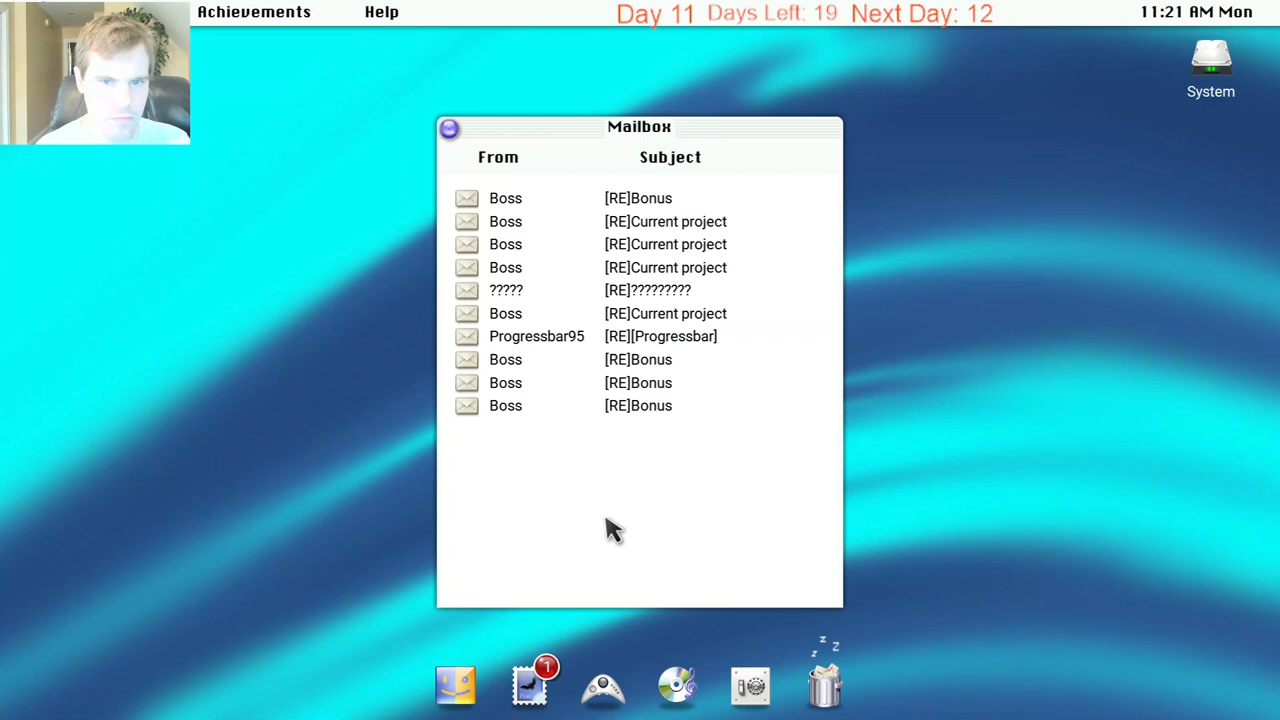 Achievements Help Day 11 Days Left: 19 Next Day: 12 11:21 AM Mon
System
Mailbox
From Subject
Boss [RE]Bonus
Boss [RE]Current project
Boss [RE]Current project
Boss [RE]Current project
????? [RE]?????????
Boss [RE]Current project
Progressbar95 [RE][Progressbar]
Boss [RE]Bonus
Boss [RE]Bonus
Boss [RE]Bonus
z z
z
1